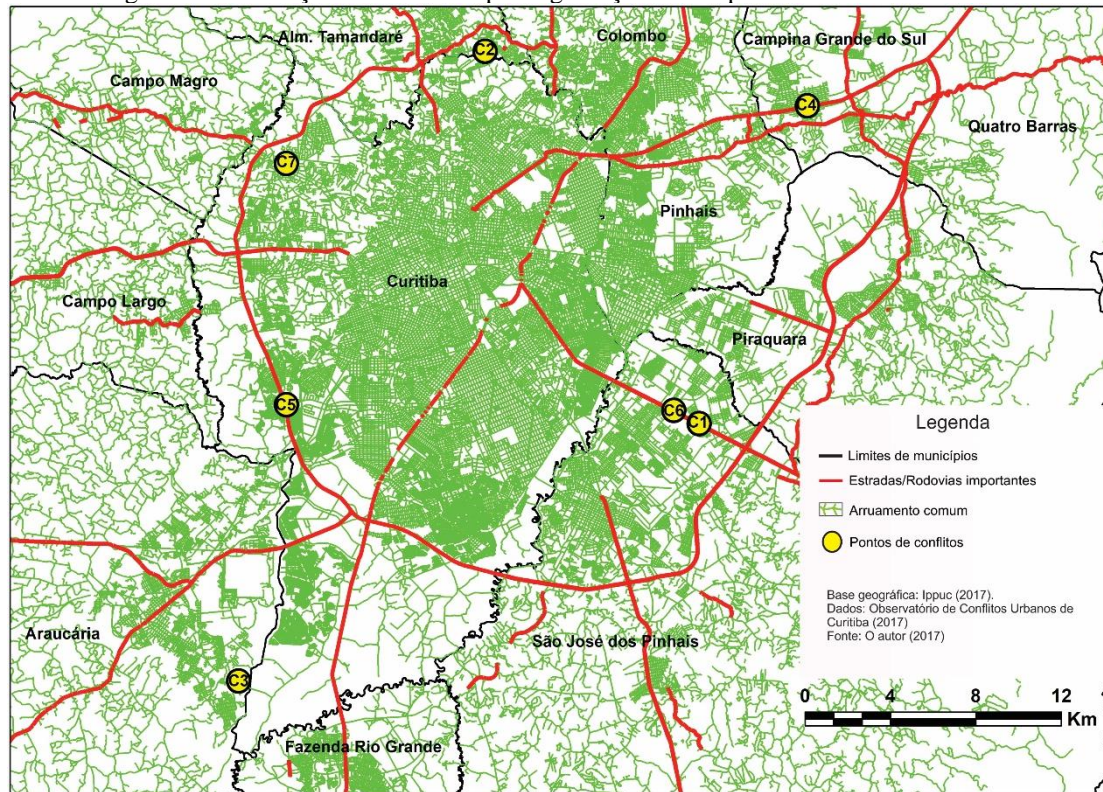 Alm. Tamandaré
Colombo
Campina Grande do Sul
C2
Campo Magro
C4
Quatro Barras
C7
Pinhais
Curitiba
Campo Largo
Piraquara
C5
C6
C1
Legenda
Limites de municípios
Estradas/Rodovias importantes
Arruamento comum
Pontos de conflitos
Base geográfica: Ippuc (2017).
Dados: Observatório de Conflitos Urbanos de
Curitiba (2017)
Fonte: O autor (2017)
Araucária
São José dos Pinhais
C3
0 4 8 12
Km
Fazenda Rio Grande